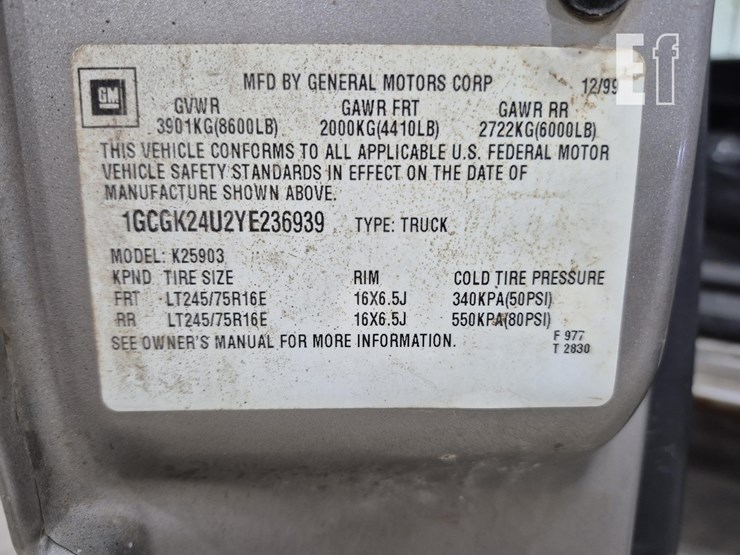 Ef
GM
MFD BY GENERAL MOTORS CORP 12/99
GVWR GAWR FRT GAWR RR
3901KG(8600LB) 2000KG(4410LB) 2722KG(6000LB)
THIS VEHICLE CONFORMS TO ALL APPLICABLE U.S. FEDERAL MOTOR
VEHICLE SAFETY STANDARDS IN EFFECT ON THE DATE OF
MANUFACTURE SHOWN ABOVE.
1GCGK24U2YE236939 TYPE: TRUCK
MODEL: K25903
KPND TIRE SIZE RIM COLD TIRE PRESSURE
FRT LT245/75R16E 16X6.5J 340KPA(50PSI)
RR LT245/75R16E 16X6.5J 550KPA(80PSI)
SEE OWNER'S MANUAL FOR MORE INFORMATION.
F 977
T 2830